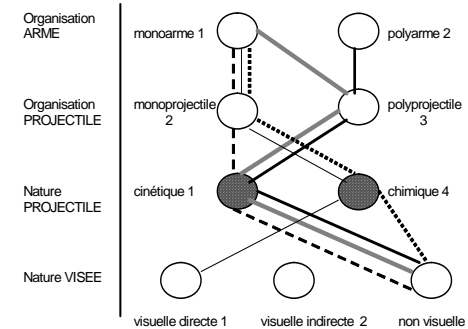 Organisation
ARME
monoarme 1
polyarme 2
Organisation
PROJECTILE
monoprojectile
2
polyprojectile
3
Nature
PROJECTILE
cinétique 1
chimique 4
Nature VISEE
visuelle directe 1
visuelle indirecte 2
non visuelle